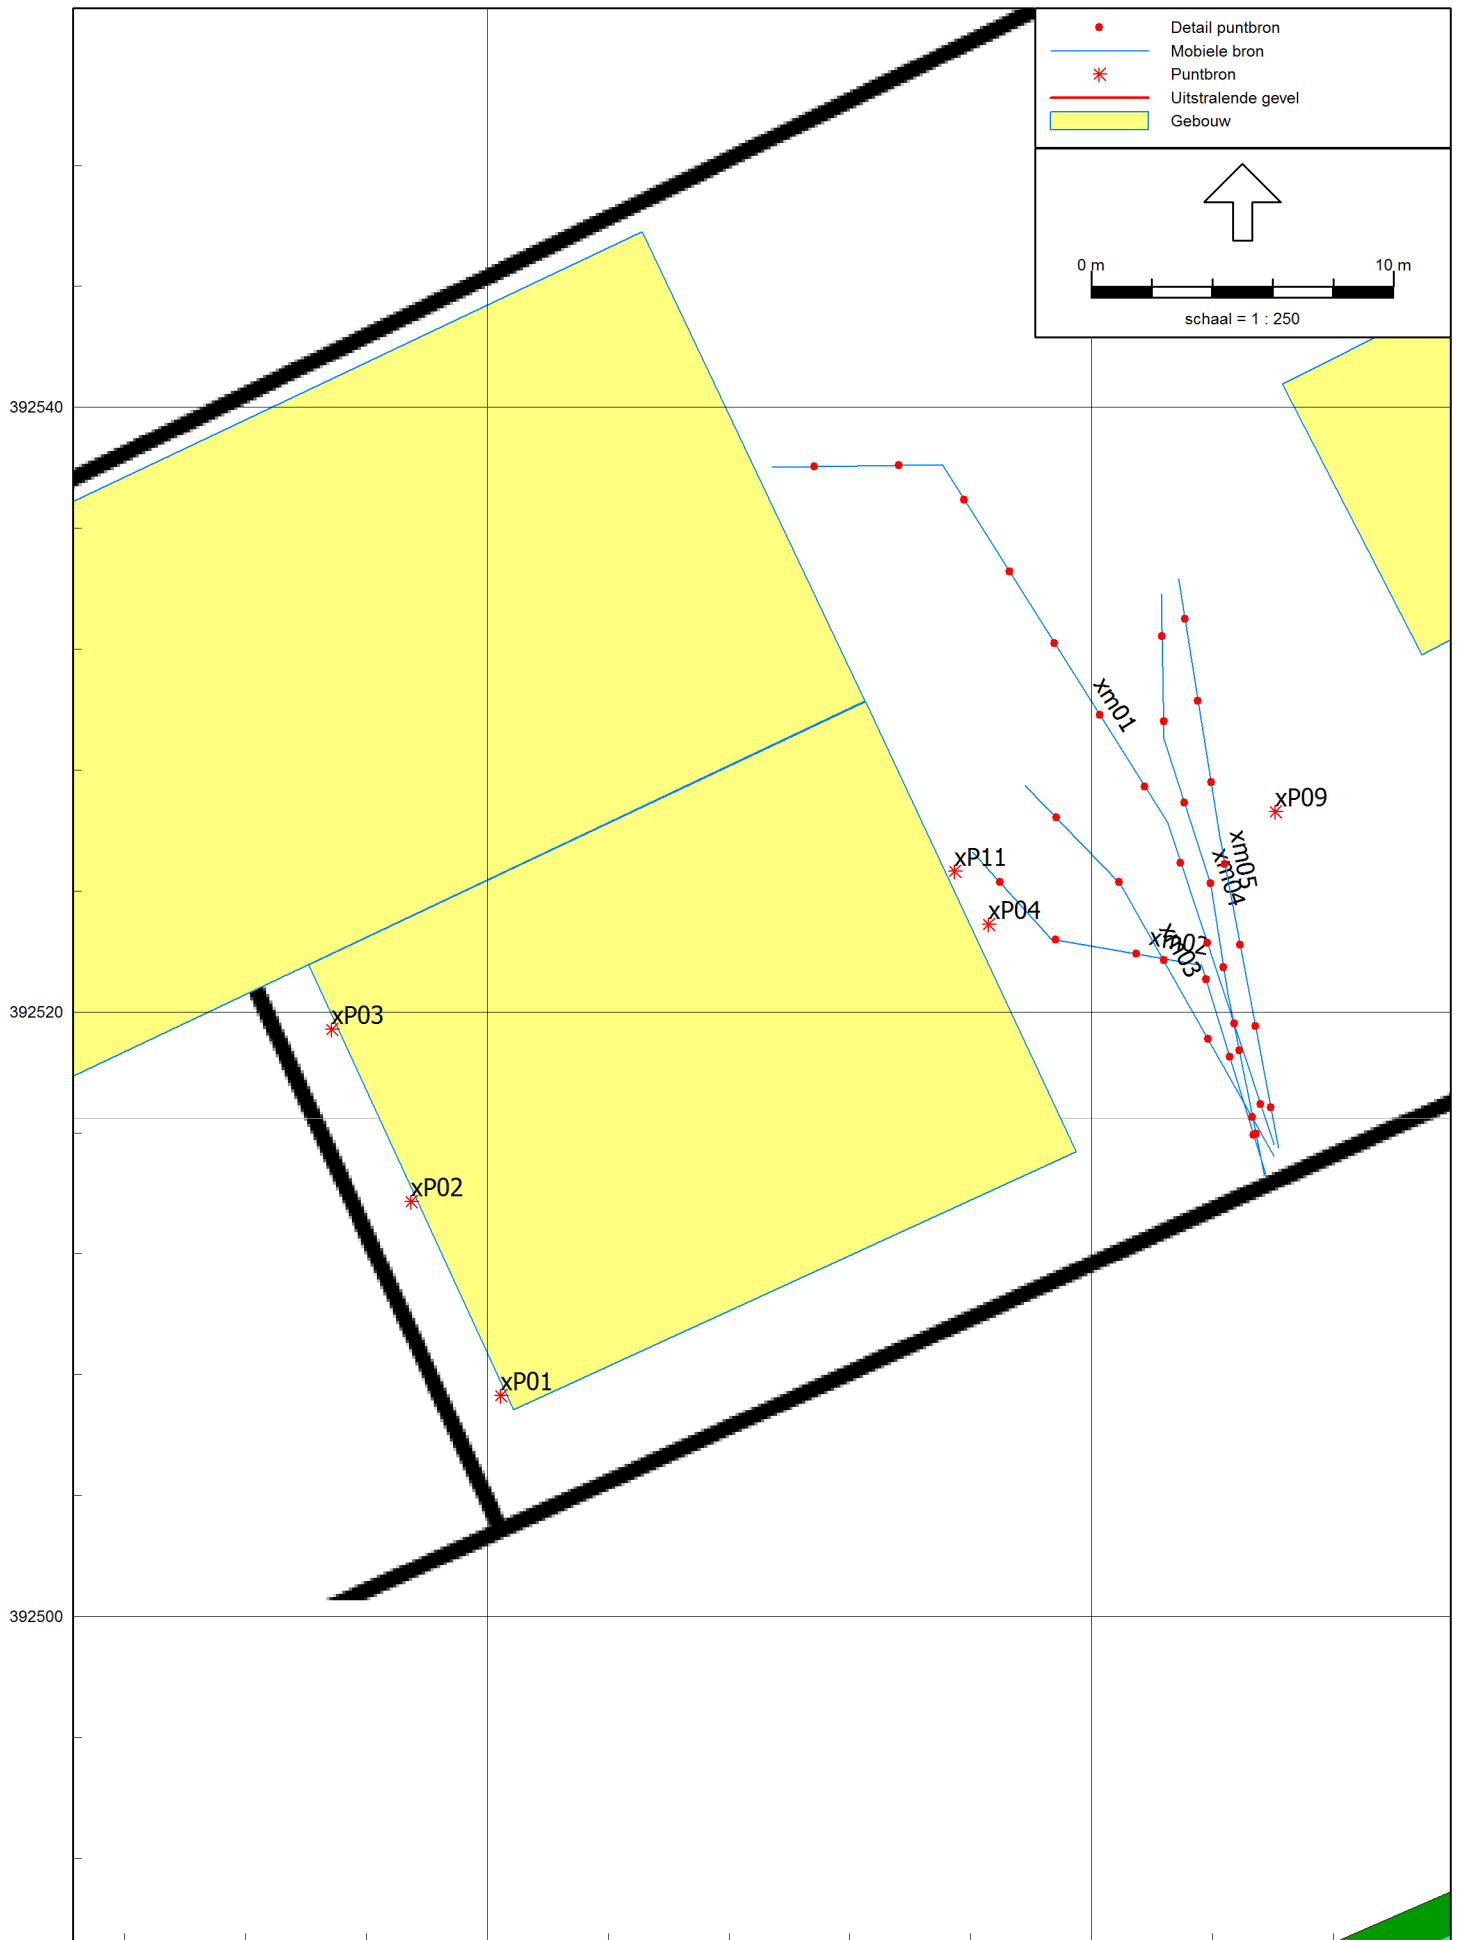 Detail puntbron
Mobiele bron
Puntbron
Uitstralende gevel
Gebouw
0 m 10 m
schaal = 1 : 250
392540
xm01
xP09
xm05
xm04
xP11
xP04
xm02
xm03
392520
xP03
xP02
xP01
392500